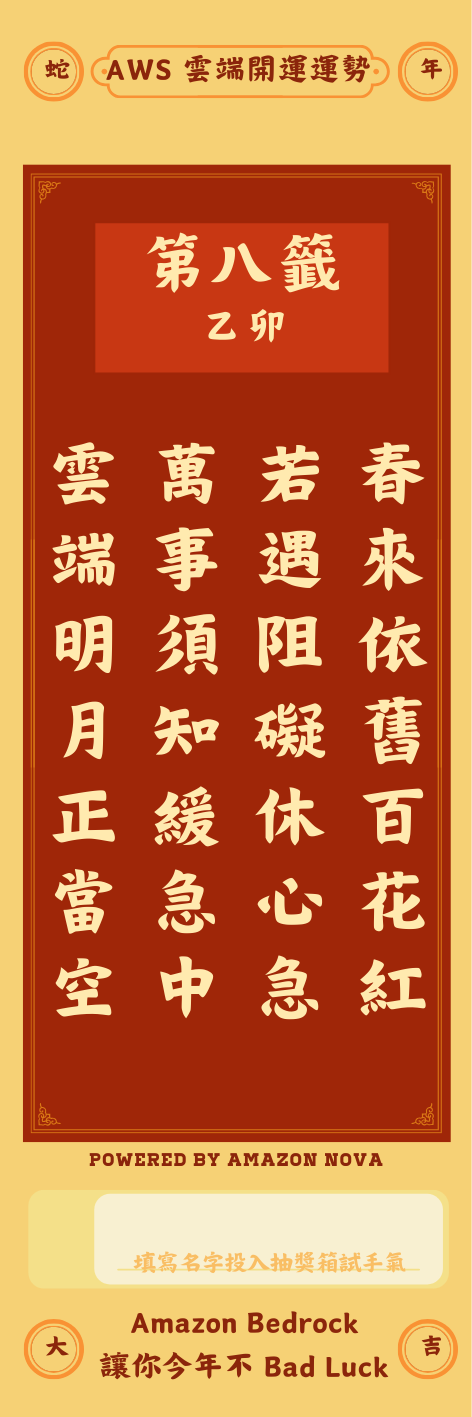 蛇
AWS 雲端開運運勢
年
第八籤
乙卯
春來依舊百花紅
若遇阻礙休心急
萬事須知緩急中
雲端明月正當空
POWERED BY AMAZON NOVA
填寫名字投入抽獎箱試手氣
大
Amazon Bedrock
讓你今年不 Bad Luck
吉